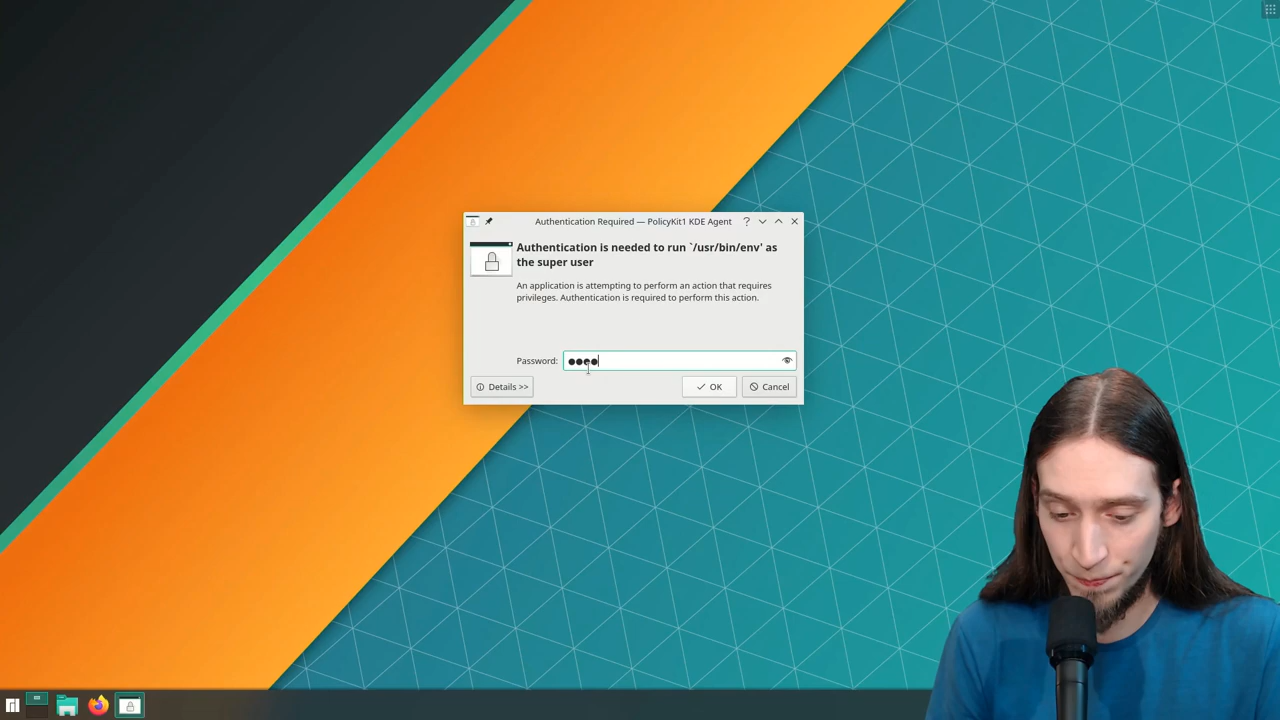 Authentication Required — PolicyKit1 KDE Agent
Authentication is needed to run `/usr/bin/env' as
the super user
An application is attempting to perform an action that requires
privileges. Authentication is required to perform this action.
Password: ●●●●
Details >>
OK
Cancel